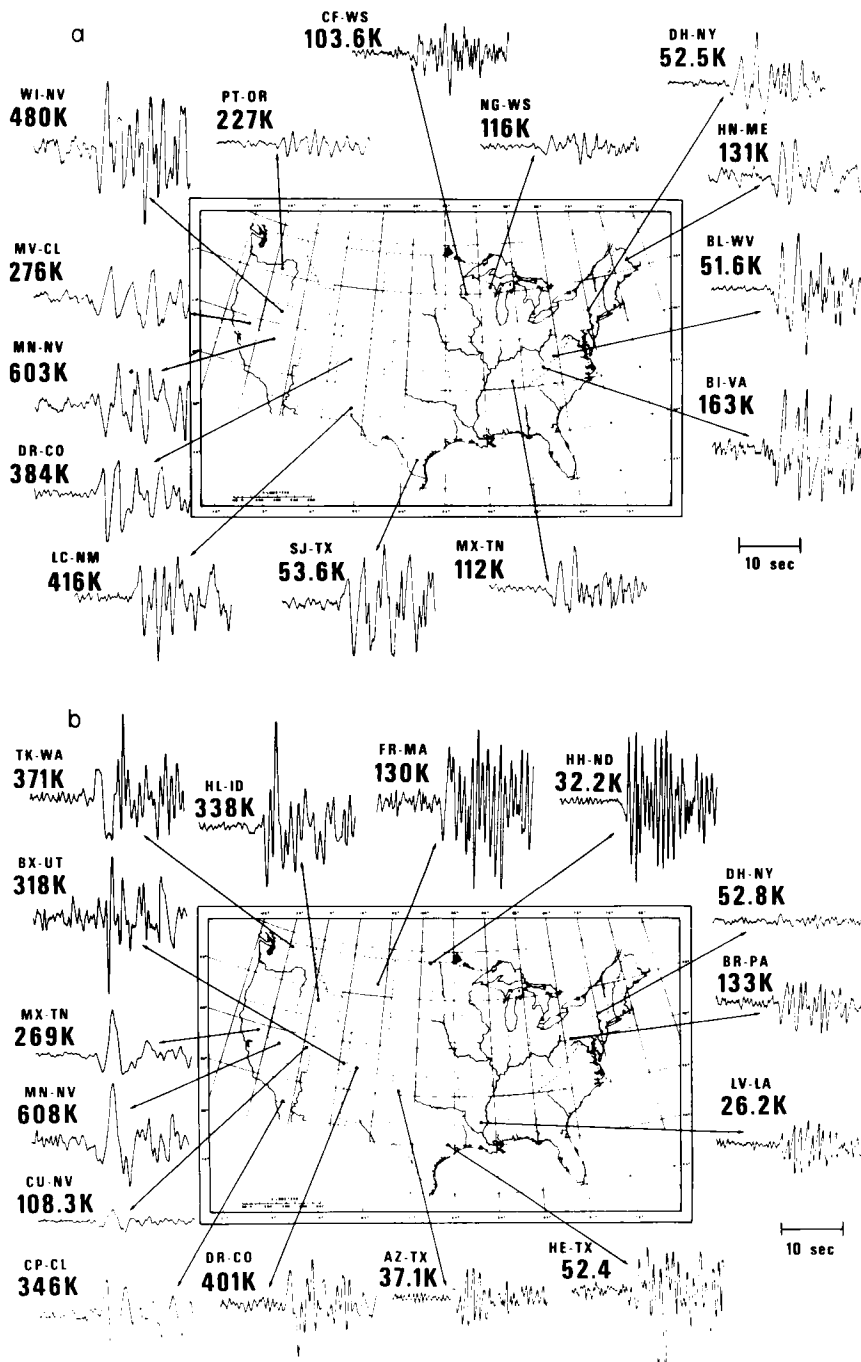 a
CF-WS
103.6K
DH-NY
52.5K
WI-NV
480K
PT-OR
227K
NG-WS
116K
HN-ME
131K
MV-CL
276K
BL-WV
51.6K
MN-NV
603K
BI-VA
163K
DR-CO
384K
LC-NM
416K
SJ-TX
53.6K
MX-TN
112K
10 sec
b
TK-WA
371K
HL-ID
338K
FR-MA
130K
HH-ND
32.2K
BX-UT
318K
DH-NY
52.8K
BR-PA
133K
MX-TN
269K
MN-NV
608K
LV-LA
26.2K
CU-NV
108.3K
10 sec
CP-CL
346K
DR-CO
401K
AZ-TX
37.1K
HE-TX
52.4